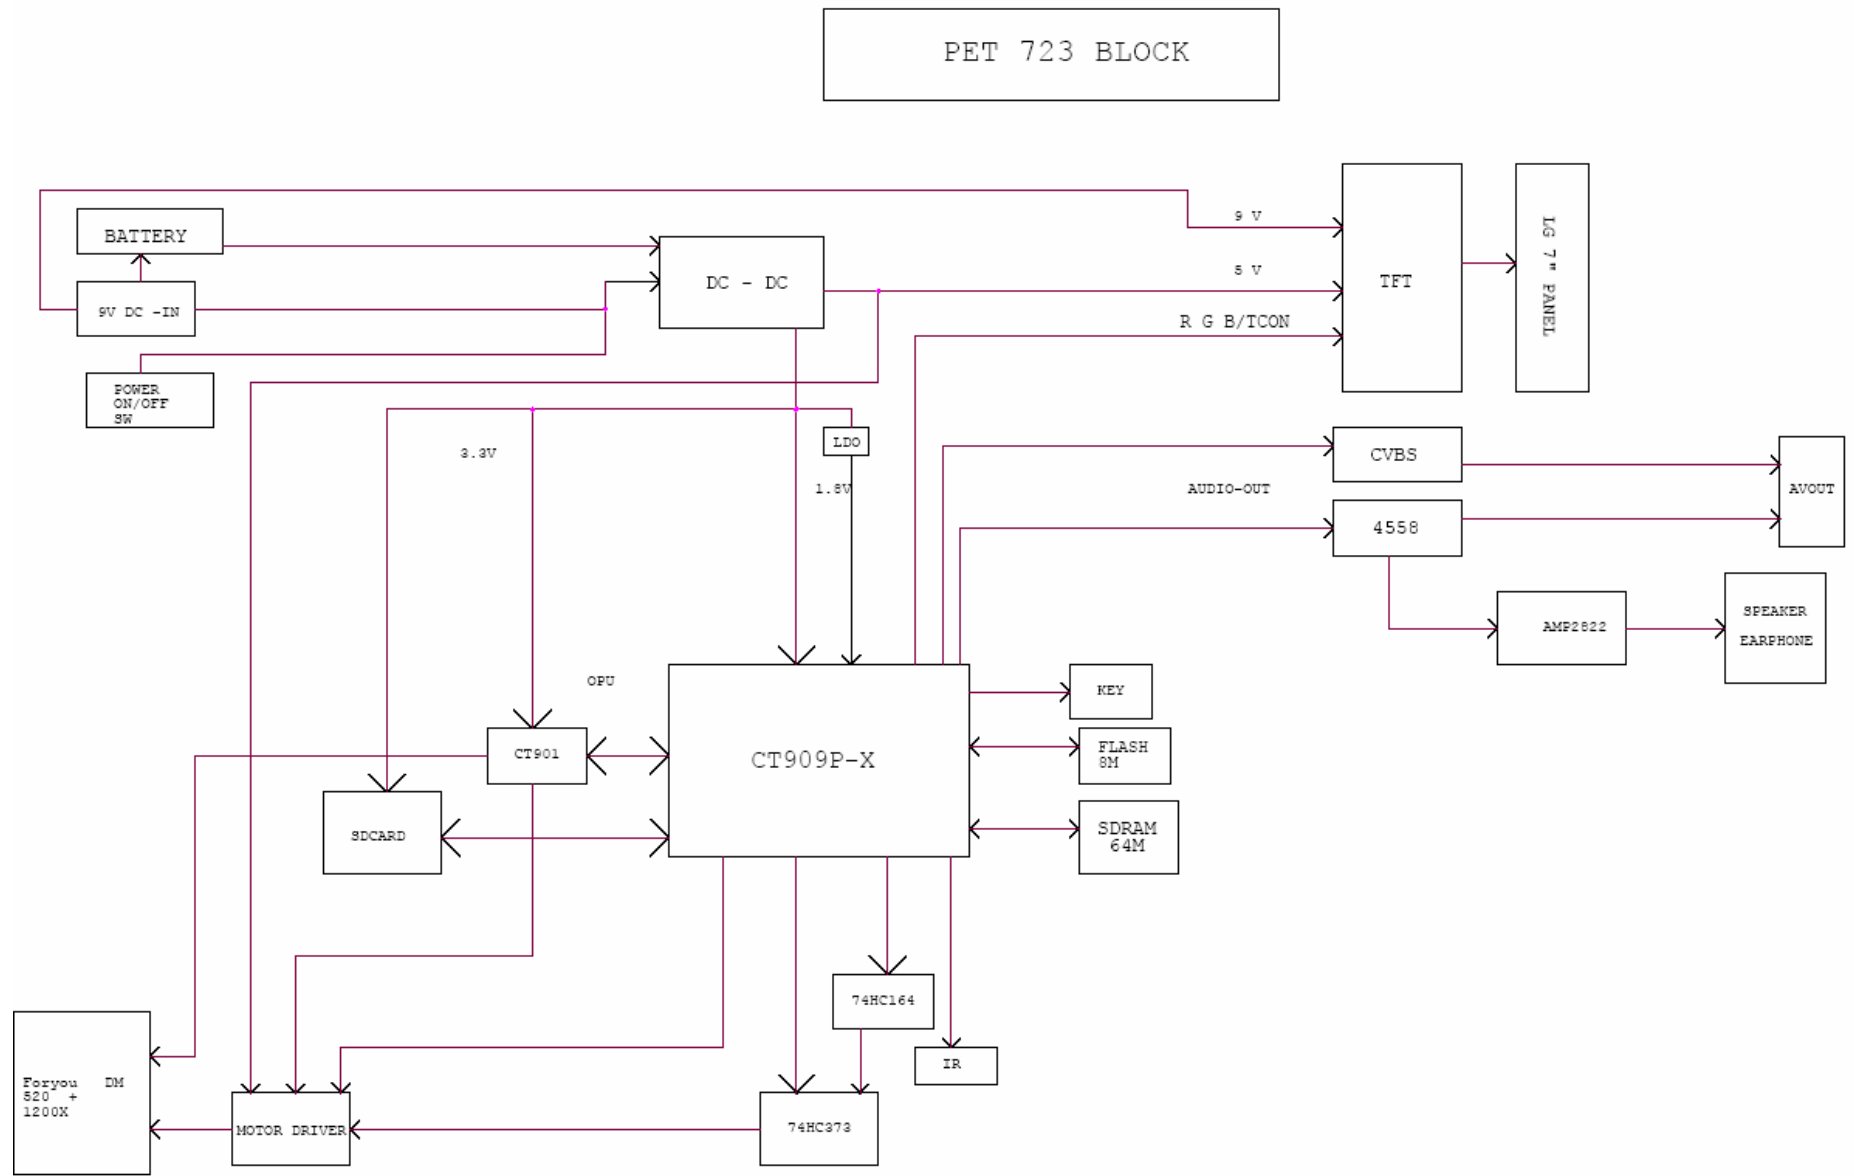 PET 723 BLOCK
BATTERY
9V DC -IN
POWER
ON/OFF
SW
DC - DC
9 V
5 V
R G B/TCON
TFT
LG 7" PANEL
3.3V
LDO
1.8V
CVBS
AUDIO-OUT
4558
AVOUT
AMP2822
SPEAKER
EARPHONE
OPU
CT901
SDCARD
CT909P-X
KEY
FLASH
8M
SDRAM
64M
74HC164
IR
74HC373
MOTOR DRIVER
Foryou DM
520 +
1200X